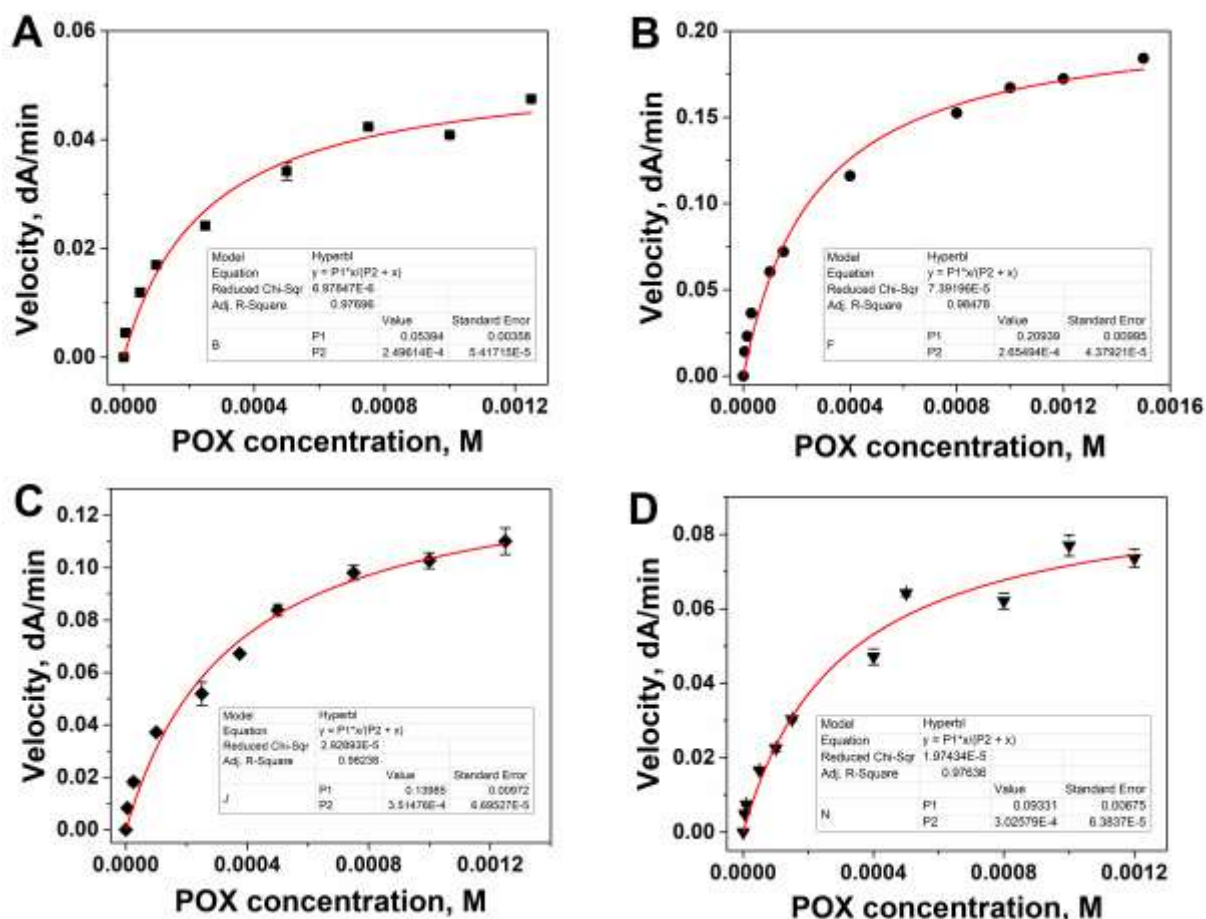 A
Velocity, dA/min
0.06
0.04
0.02
0.00
Model Hyperbl
Equation y = P1*x/(P2 + x)
Reduced Chi-Sqr 6.97847E-6
Adj. R-Square 0.97696
Value Standard Error
B P1 0.05394 0.00358
P2 2.49614E-4 5.41715E-5
0.0000 0.0004 0.0008 0.0012
POX concentration, M
B
Velocity, dA/min
0.20
0.15
0.10
0.05
0.00
Model Hyperbl
Equation y = P1*x/(P2 + x)
Reduced Chi-Sqr 7.39196E-5
Adj. R-Square 0.98478
Value Standard Error
F P1 0.20939 0.00995
P2 2.65494E-4 4.37921E-5
0.0000 0.0004 0.0008 0.0012 0.0016
POX concentration, M
C
Velocity, dA/min
0.12
0.10
0.08
0.06
0.04
0.02
0.00
Model Hyperbl
Equation y = P1*x/(P2 + x)
Reduced Chi-Sqr 2.82893E-5
Adj. R-Square 0.98238
Value Standard Error
J P1 0.13985 0.00972
P2 3.51476E-4 6.69527E-5
0.0000 0.0004 0.0008 0.0012
POX concentration, M
D
Velocity, dA/min
0.08
0.06
0.04
0.02
0.00
Model Hyperbl
Equation y = P1*x/(P2 + x)
Reduced Chi-Sqr 1.97434E-5
Adj. R-Square 0.97638
Value Standard Error
N P1 0.09331 0.00675
P2 3.02579E-4 6.3837E-5
0.0000 0.0004 0.0008 0.0012
POX concentration, M